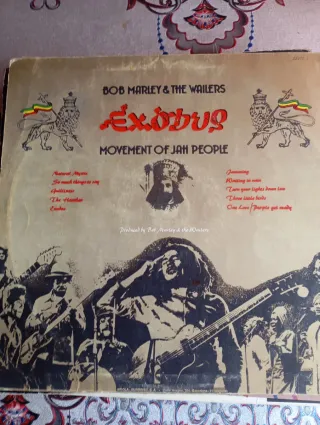 BOB MARLEY & THE WAILERS
Exodus
MOVEMENT OF JAH PEOPLE
Natural Mystic
So much things to say
Guiltiness
The Heathen
Exodus
Jamming
Waiting in vain
Turn your lights down low
Three little birds
One Love / People get ready
Produced by Bob Marley & the Wailers